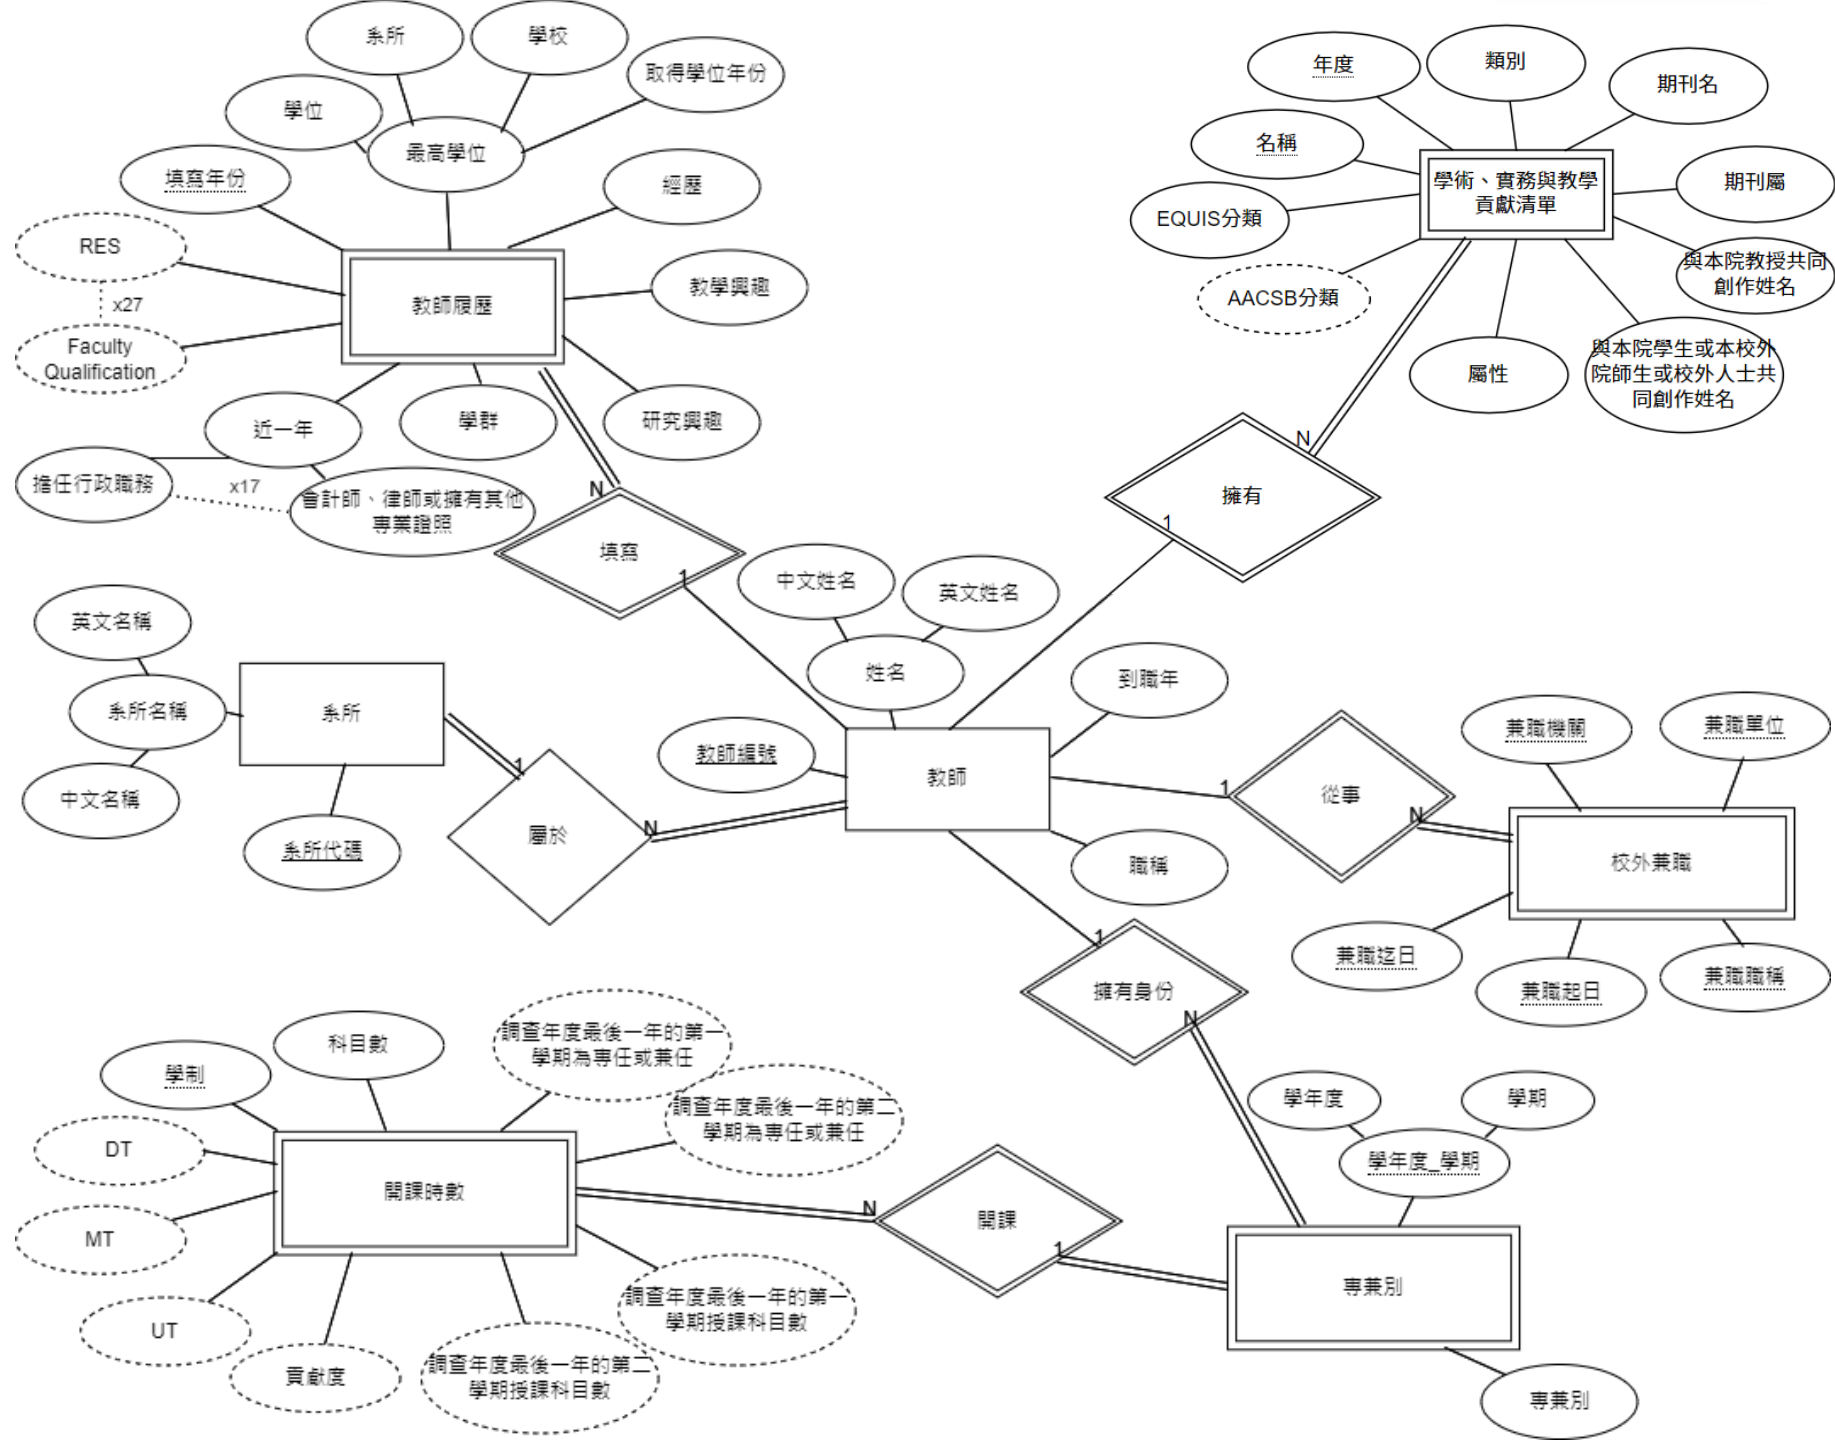 系所
學校
取得學位年份
學位
最高學位
填寫年份
經歷
RES
x27
Faculty
Qualification
教師履歷
教學興趣
近一年
學群
研究興趣
擔任行政職務
x17
會計師、律師或擁有其他
專業證照
N
填寫
1
年度
類別
期刊名
名稱
學術、實務與教學
貢獻清單
期刊屬
EQUIS分類
與本院教授共同
創作姓名
AACSB分類
屬性
與本院學生或本校外
院師生或校外人士共
同創作姓名
N
擁有
1
中文姓名
英文姓名
姓名
到職年
教師編號
教師
職稱
英文名稱
系所名稱
中文名稱
系所
系所代碼
1
屬於
N
1
從事
N
兼職機關
兼職單位
校外兼職
兼職迄日
兼職起日
兼職職稱
1
擁有身份
N
學年度
學期
學年度_學期
專兼別
專兼別
學制
科目數
調查年度最後一年的第一
學期為專任或兼任
調查年度最後一年的第二
學期為專任或兼任
DT
MT
UT
開課時數
貢獻度
調查年度最後一年的第二
學期授課科目數
調查年度最後一年的第一
學期授課科目數
N
開課
1